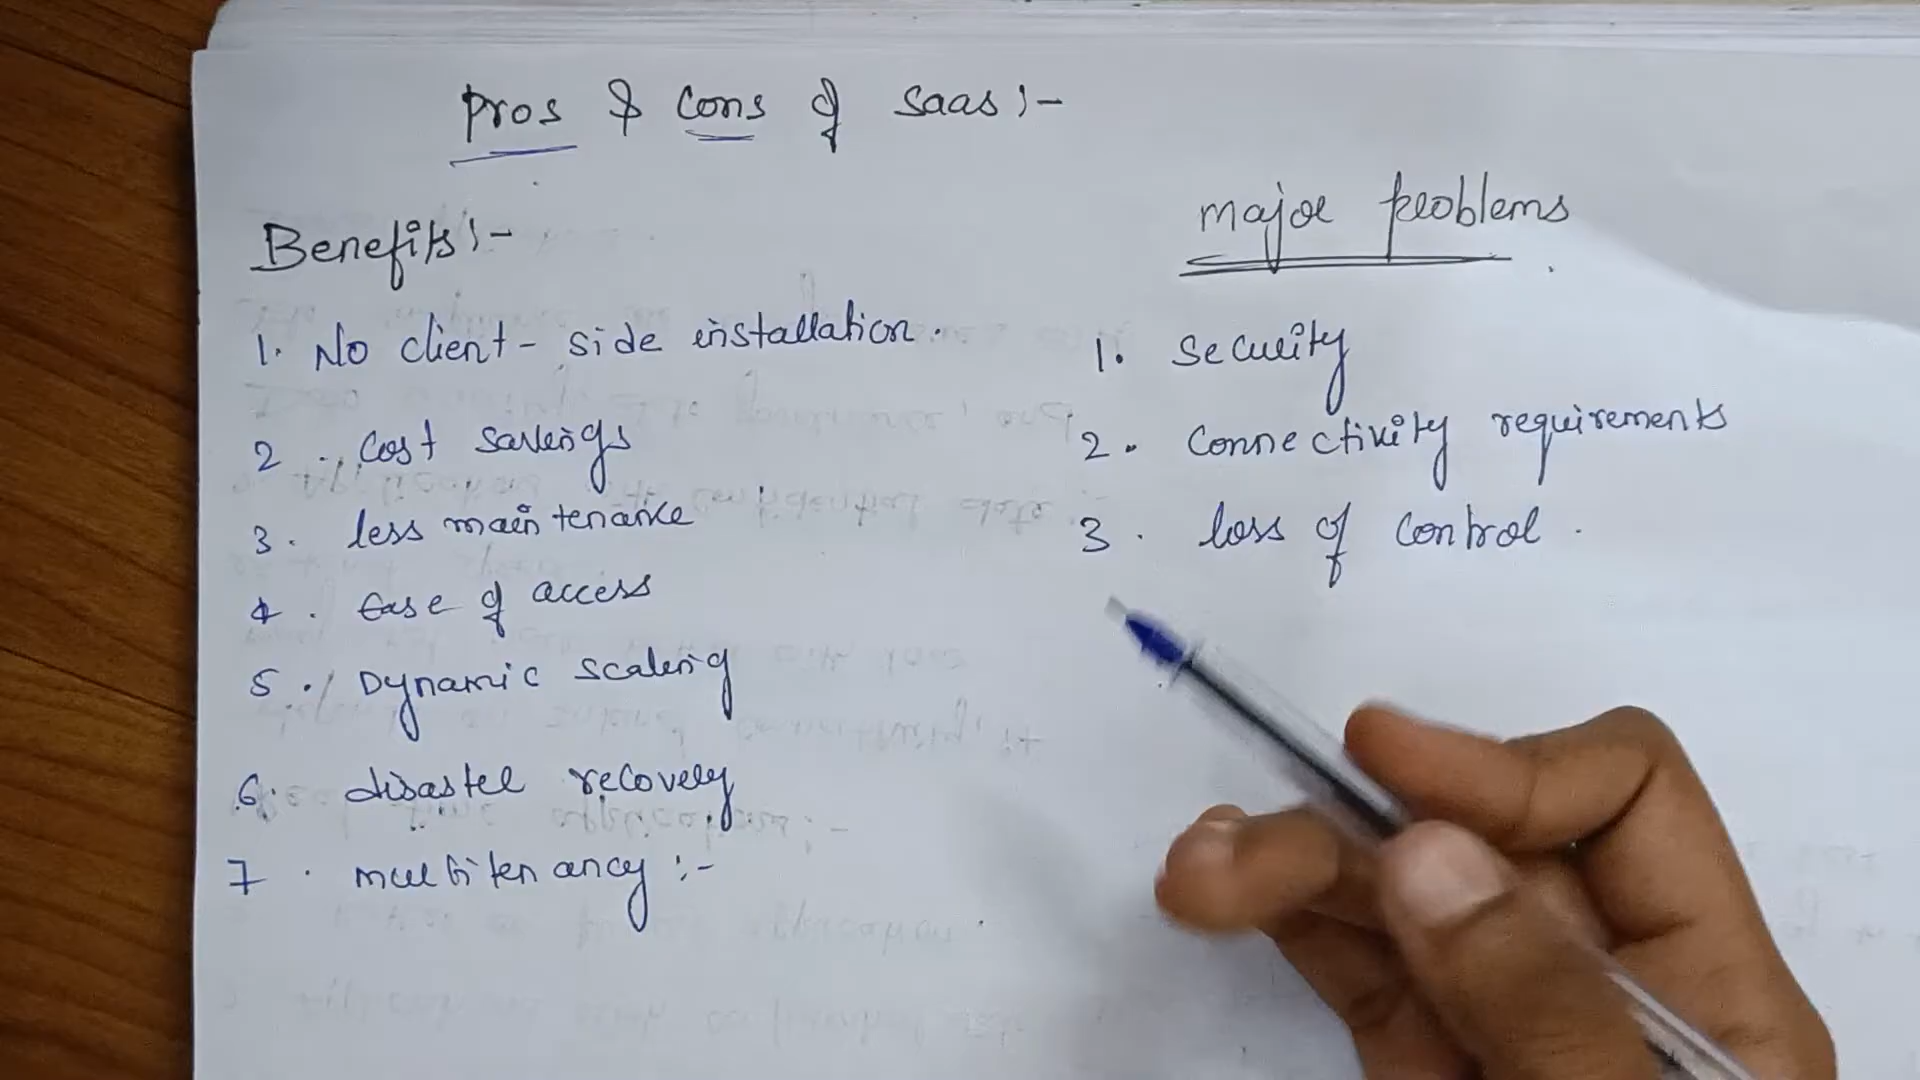 Pros & Cons of saas :-
Benefits :-
1. No client-side installation.
2. Cost savings
3. less maintenance
4. Ease of access
5. Dynamic scaling
6. disaster recovery
7. multitenancy :-
major problems
1. security
2. Connectivity requirements
3. loss of control.